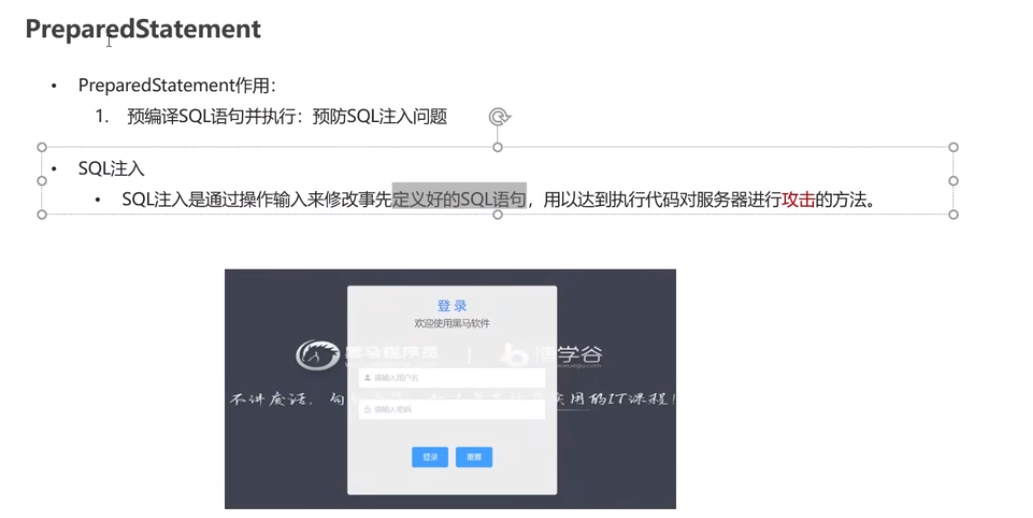 PreparedStatement
• PreparedStatement作用：
1. 预编译SQL语句并执行：预防SQL注入问题
• SQL注入
• SQL注入是通过操作输入来修改事先定义好的SQL语句，用以达到执行代码对服务器进行攻击的方法。
登 录
欢迎使用黑马软件
黑马程序员 | 博学谷
请输入用户名
不讲废话，
实用的IT课程！
请输入密码
登录 重置